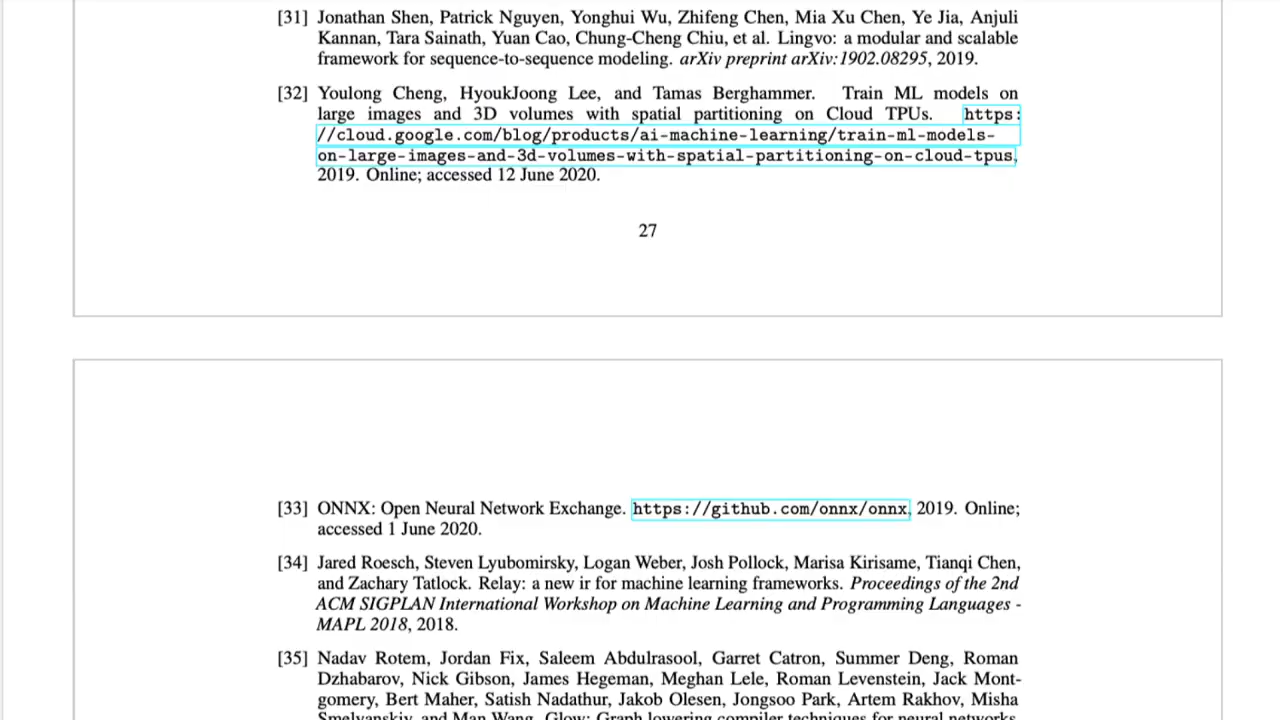 [31] Jonathan Shen, Patrick Nguyen, Yonghui Wu, Zhifeng Chen, Mia Xu Chen, Ye Jia, Anjuli
Kannan, Tara Sainath, Yuan Cao, Chung-Cheng Chiu, et al. Lingvo: a modular and scalable
framework for sequence-to-sequence modeling. arXiv preprint arXiv:1902.08295, 2019.
[32] Youlong Cheng, HyoukJoong Lee, and Tamas Berghammer. Train ML models on
large images and 3D volumes with spatial partitioning on Cloud TPUs. https:
//cloud.google.com/blog/products/ai-machine-learning/train-ml-models-
on-large-images-and-3d-volumes-with-spatial-partitioning-on-cloud-tpus,
2019. Online; accessed 12 June 2020.
27
[33] ONNX: Open Neural Network Exchange. https://github.com/onnx/onnx, 2019. Online;
accessed 1 June 2020.
[34] Jared Roesch, Steven Lyubomirsky, Logan Weber, Josh Pollock, Marisa Kirisame, Tianqi Chen,
and Zachary Tatlock. Relay: a new ir for machine learning frameworks. Proceedings of the 2nd
ACM SIGPLAN International Workshop on Machine Learning and Programming Languages -
MAPL 2018, 2018.
[35] Nadav Rotem, Jordan Fix, Saleem Abdulrasool, Garret Catron, Summer Deng, Roman
Dzhabarov, Nick Gibson, James Hegeman, Meghan Lele, Roman Levenstein, Jack Mont-
gomery, Bert Maher, Satish Nadathur, Jakob Olesen, Jongsoo Park, Artem Rakhov, Misha
Smelyanskiy, and Man Wang. Glow: Graph lowering compiler techniques for neural networks.